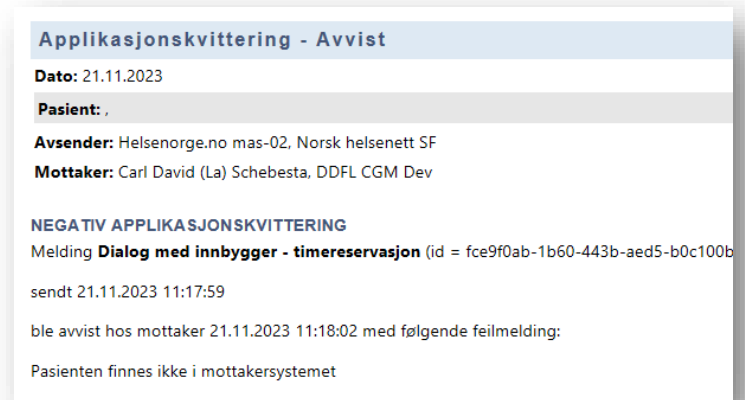 Applikasjonskvittering - Avvist
Dato: 21.11.2023
Pasient: ,
Avsender: Helsenorge.no mas-02, Norsk helsenett SF
Mottaker: Carl David (La) Schebesta, DDFL CGM Dev
NEGATIV APPLIKASJONSKVITTERING
Melding Dialog med innbygger - timereservasjon (id = fce9f0ab-1b60-443b-aed5-b0c100b
sendt 21.11.2023 11:17:59
ble avvist hos mottaker 21.11.2023 11:18:02 med følgende feilmelding:
Pasienten finnes ikke i mottakersystemet